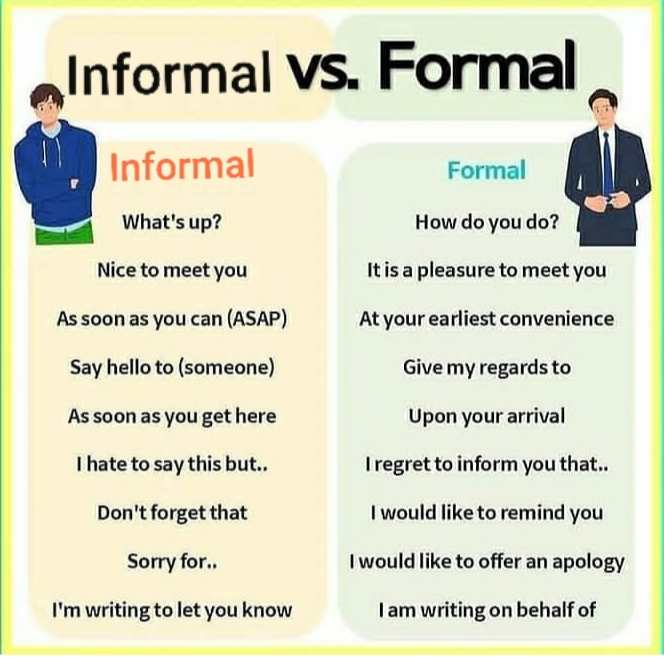 Informal vs. Formal
Informal Formal
What's up? How do you do?
Nice to meet you It is a pleasure to meet you
As soon as you can (ASAP) At your earliest convenience
Say hello to (someone) Give my regards to
As soon as you get here Upon your arrival
I hate to say this but.. I regret to inform you that..
Don't forget that I would like to remind you
Sorry for.. I would like to offer an apology
I'm writing to let you know I am writing on behalf of